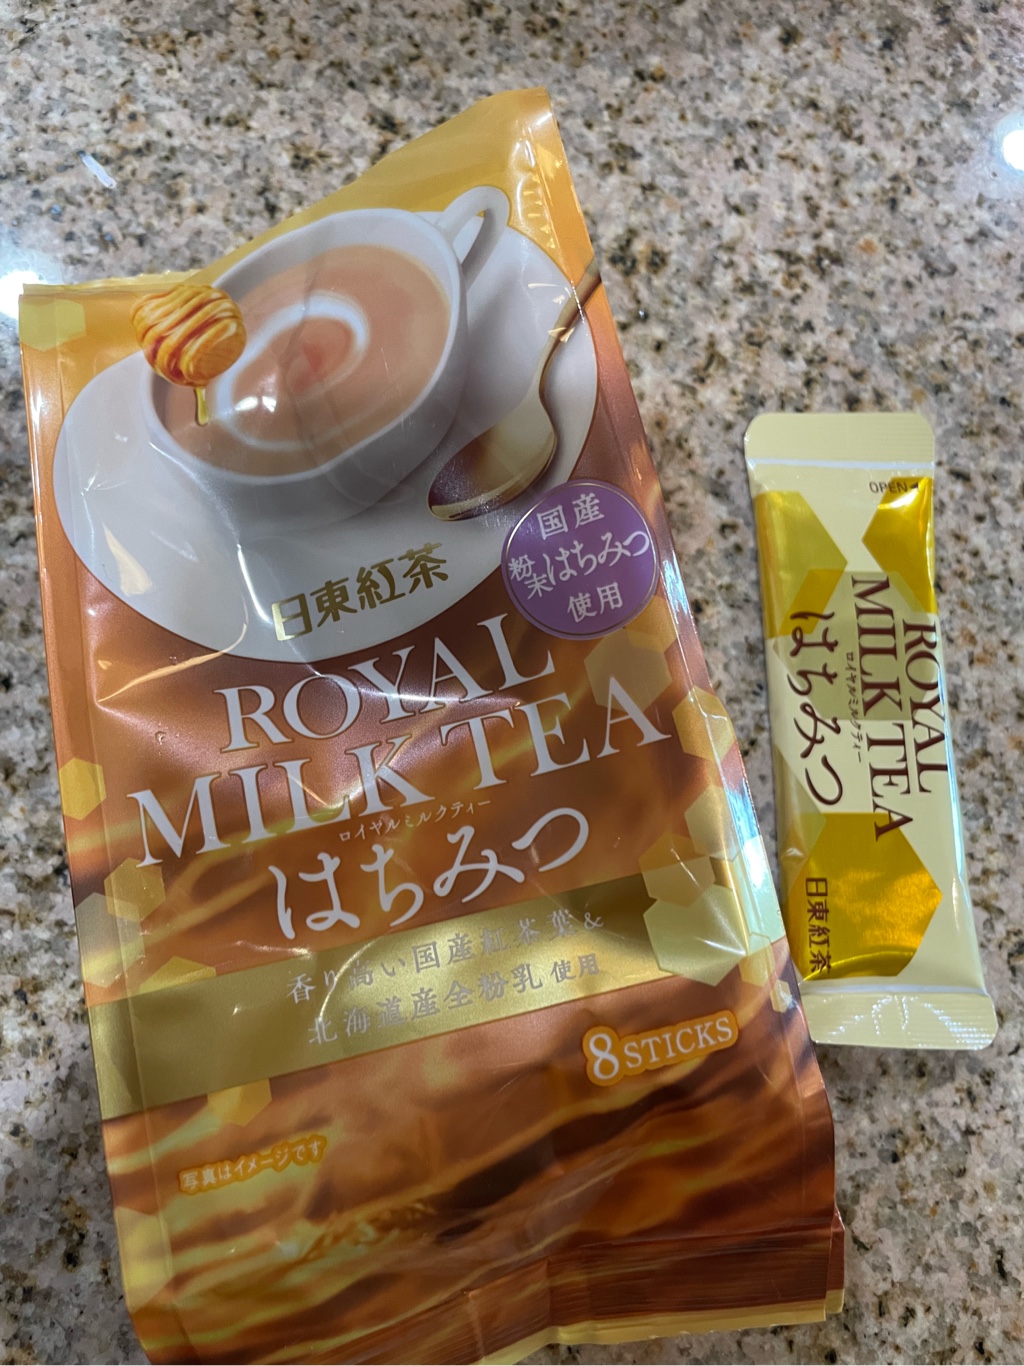 国産
粉末はちみつ
使用
日東紅茶
ROYAL
MILK TEA
ロイヤルミルクティー
はちみつ
香り高い国産紅茶葉&
北海道産全粉乳 使用
8 STICKS
写真はイメージです
OPEN
ROYAL
MILK TEA
ロイヤルミルクティー
はちみつ
日東紅茶